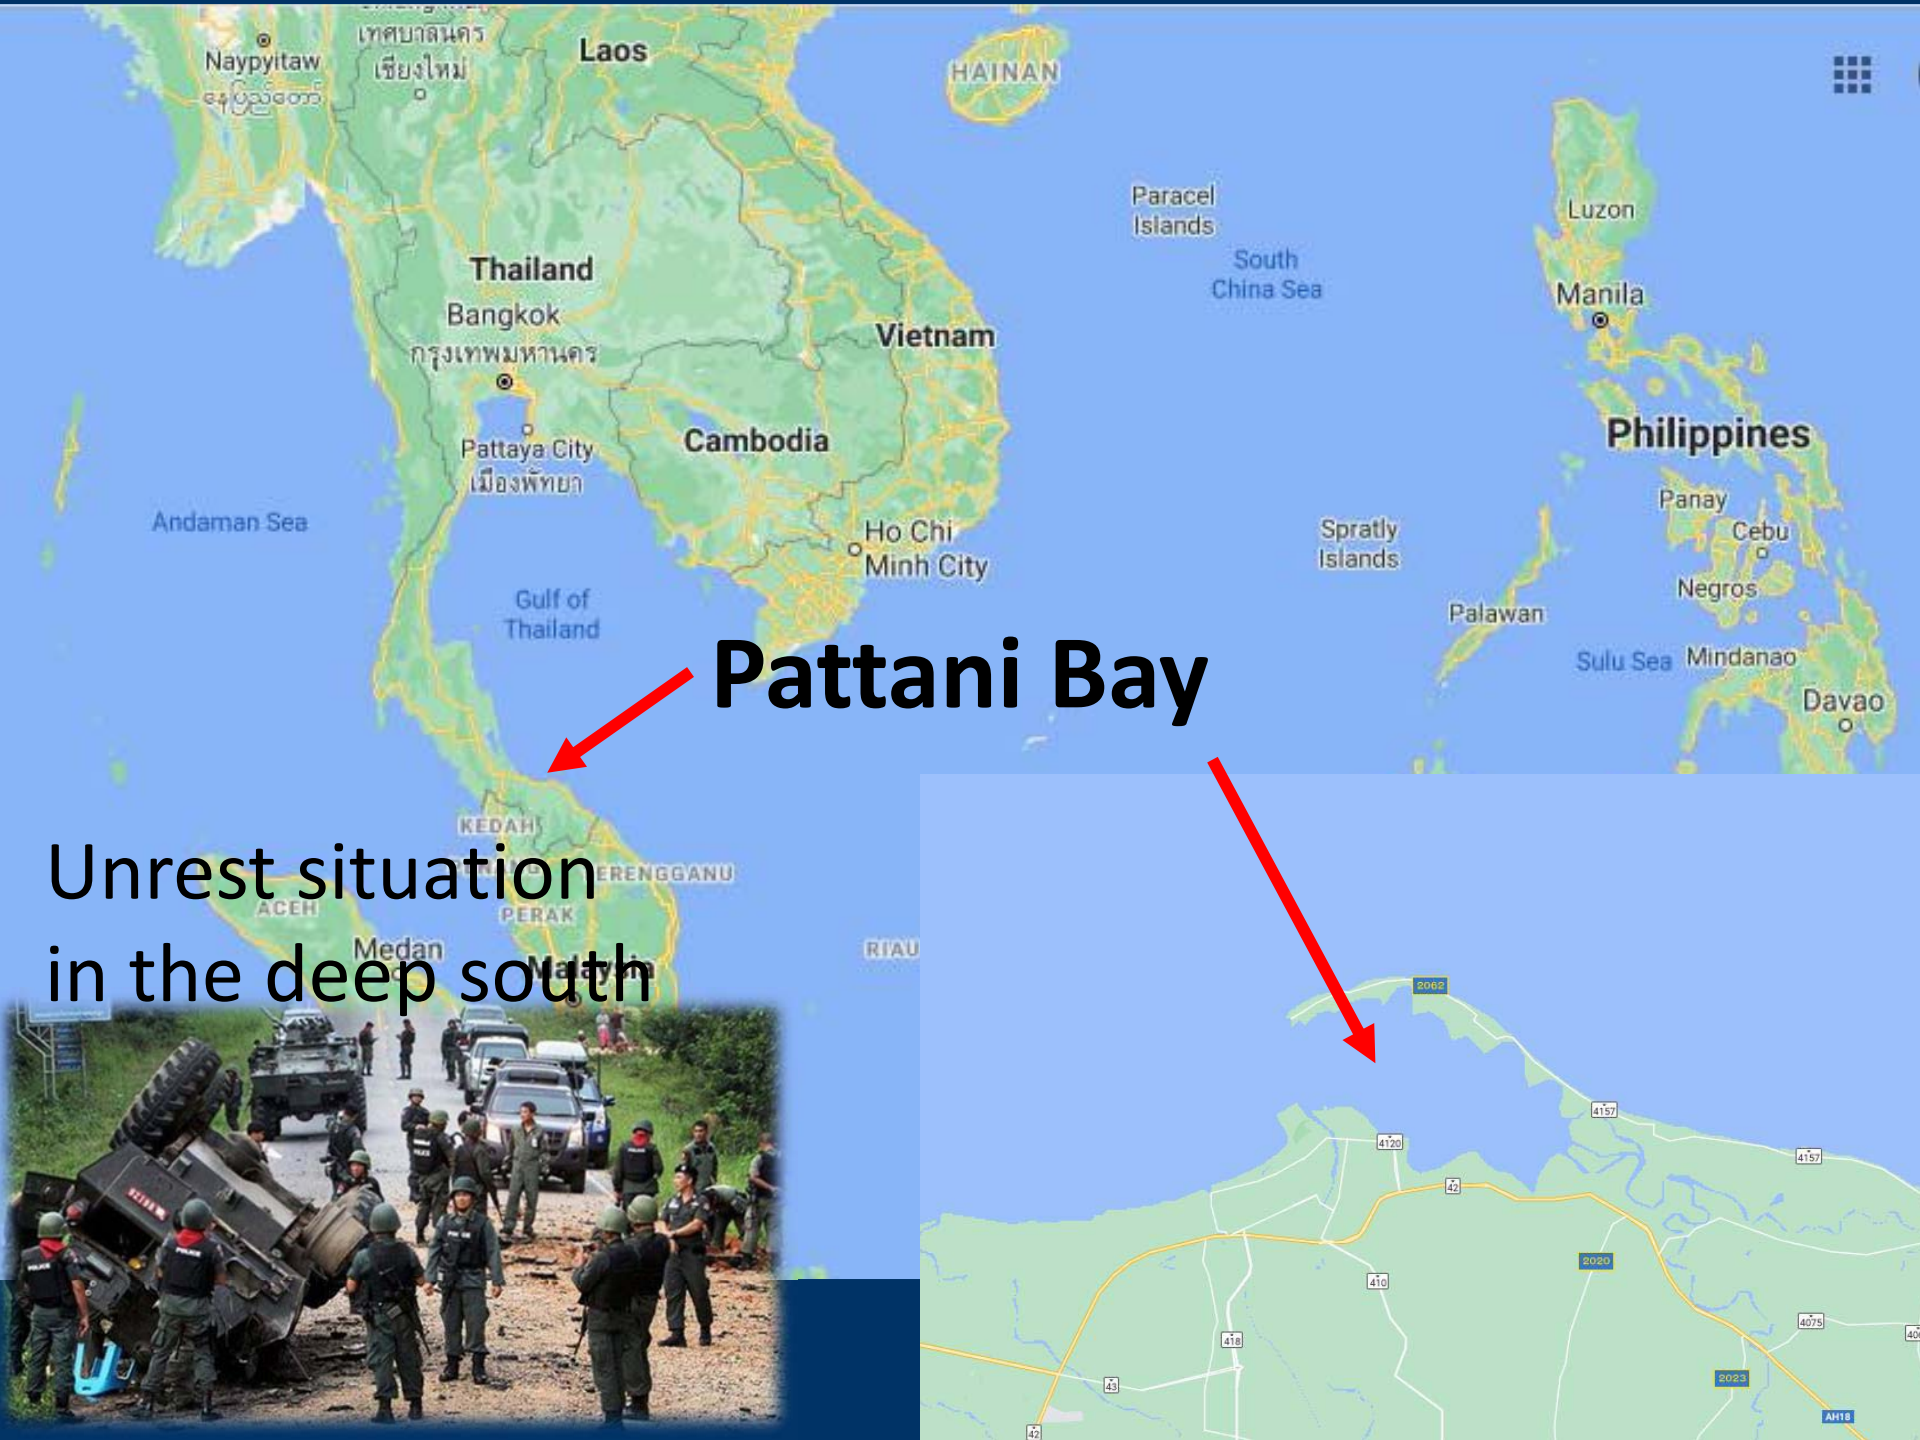 เทศบาลนคร
Laos
Naypyitaw
เชียงใหม่
HAINAN
နေပြည်တော်
Paracel
Islands
Luzon
South
China Sea
Thailand
Manila
Bangkok
Vietnam
กรุงเทพมหานคร
Philippines
Cambodia
Pattaya City
เมืองพัทยา
Panay
Andaman Sea
Ho Chi
Minh City
Spratly
Islands
Cebu
Negros
Gulf of
Thailand
Palawan
Pattani Bay
Sulu Sea
Mindanao
Davao
KEDAH
Unrest situation
ERENGGANU
ACEH
PERAK
Medan
RIAU
in the deep south
Malaysia
2062
4157
4120
4157
42
2020
410
4075
418
43
2023
AH18
42
POLICE
POLICE
POLICE